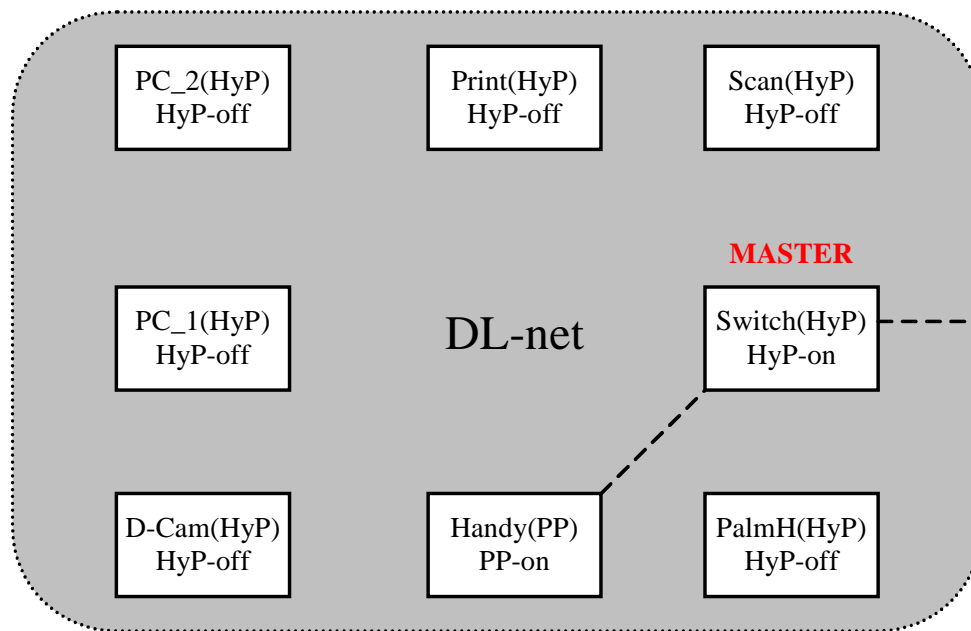 PC_2(HyP)
HyP-off
Print(HyP)
HyP-off
Scan(HyP)
HyP-off
MASTER
PC_1(HyP)
HyP-off
DL-net
Switch(HyP)
HyP-on
D-Cam(HyP)
HyP-off
Handy(PP)
PP-on
PalmH(HyP)
HyP-off